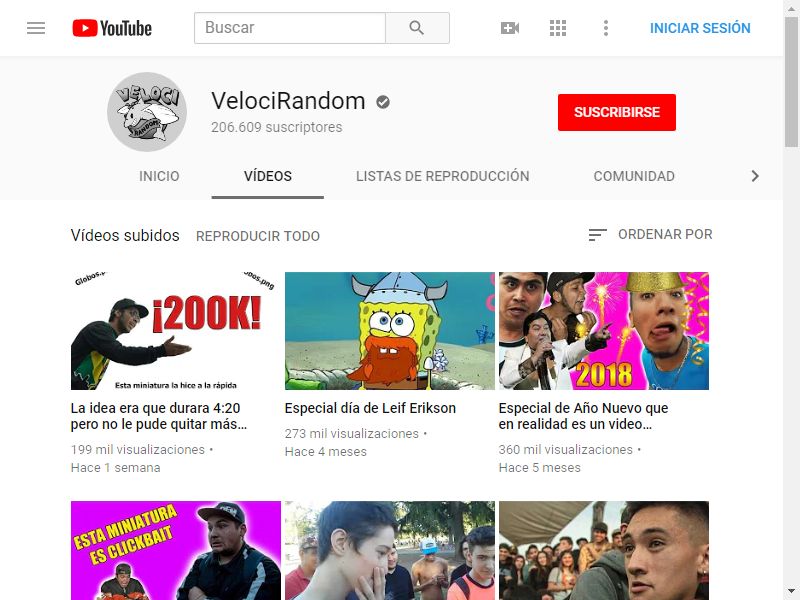 YouTube
Buscar
INICIAR SESIÓN
VELOCI
RANDOM
VelociRandom
206.609 suscriptores
SUSCRIBIRSE
INICIO
VÍDEOS
LISTAS DE REPRODUCCIÓN
COMUNIDAD
Vídeos subidos
REPRODUCIR TODO
ORDENAR POR
Globos.png
os.png
¡200K!
Esta miniatura la hice a la rápida
2018
La idea era que durara 4:20
pero no le pude quitar más...
199 mil visualizaciones •
Hace 1 semana
Especial día de Leif Erikson
273 mil visualizaciones •
Hace 4 meses
Especial de Año Nuevo que
en realidad es un video...
360 mil visualizaciones •
Hace 5 meses
ESTA MINIATURA
ES CLICKBAIT